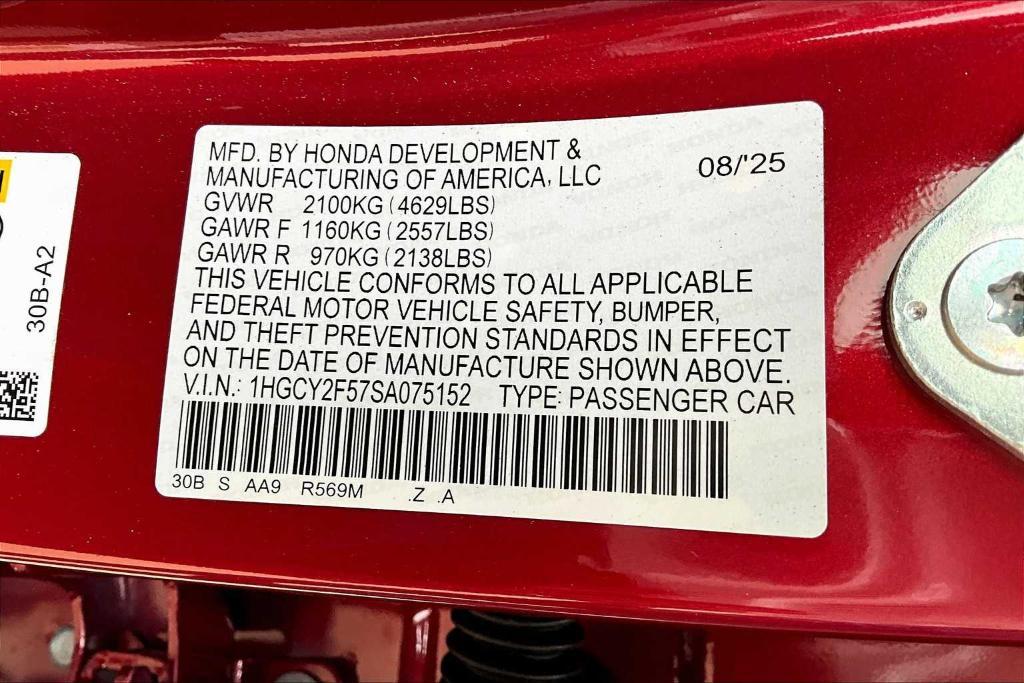 MFD. BY HONDA DEVELOPMENT &
MANUFACTURING OF AMERICA, LLC 08/'25
GVWR 2100KG (4629LBS)
GAWR F 1160KG (2557LBS)
GAWR R 970KG (2138LBS)
THIS VEHICLE CONFORMS TO ALL APPLICABLE
FEDERAL MOTOR VEHICLE SAFETY, BUMPER,
AND THEFT PREVENTION STANDARDS IN EFFECT
ON THE DATE OF MANUFACTURE SHOWN ABOVE.
V.I.N.: 1HGCY2F57SA075152 TYPE: PASSENGER CAR
30B S AA9 R569M .Z .A
30B-A2